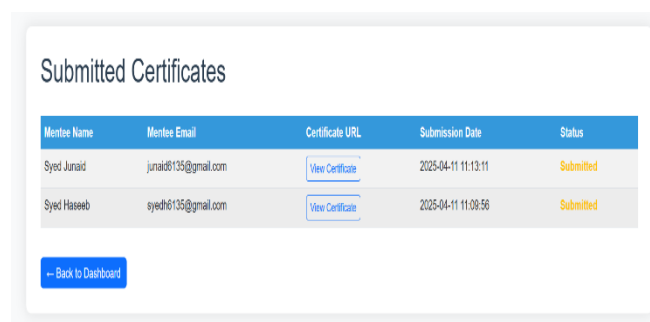 Submitted Certificates
Mentee Name Mentee Email Certificate URL Submission Date Status
Syed Junaid junaid6135@gmail.com View Certificate 2025-04-11 11:13:11 Submitted
Syed Haseeb syedh6135@gmail.com View Certificate 2025-04-11 11:09:56 Submitted
← Back to Dashboard